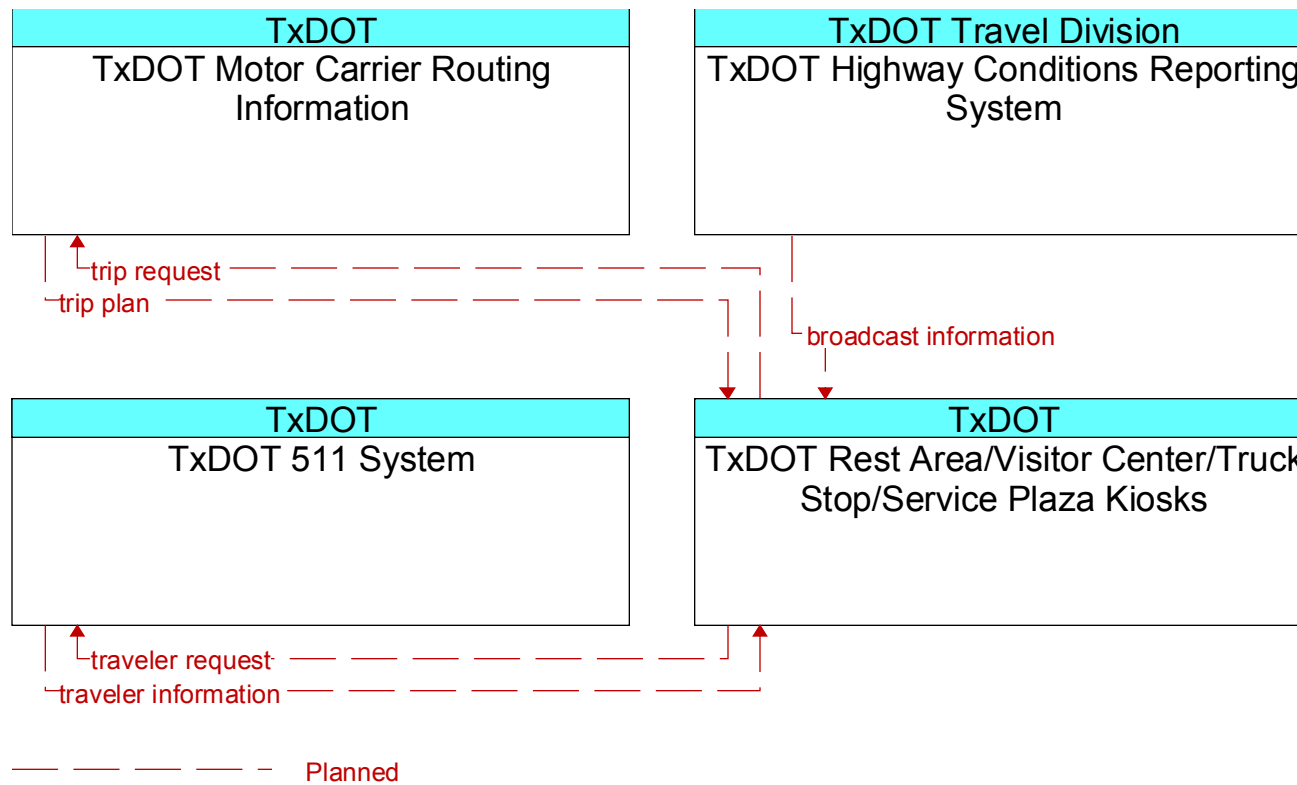 TxDOT
TxDOT Motor Carrier Routing
Information
TxDOT Travel Division
TxDOT Highway Conditions Reporting
System
trip request
trip plan
broadcast information
TxDOT
TxDOT 511 System
TxDOT
TxDOT Rest Area/Visitor Center/Truck
Stop/Service Plaza Kiosks
traveler request
traveler information
Planned